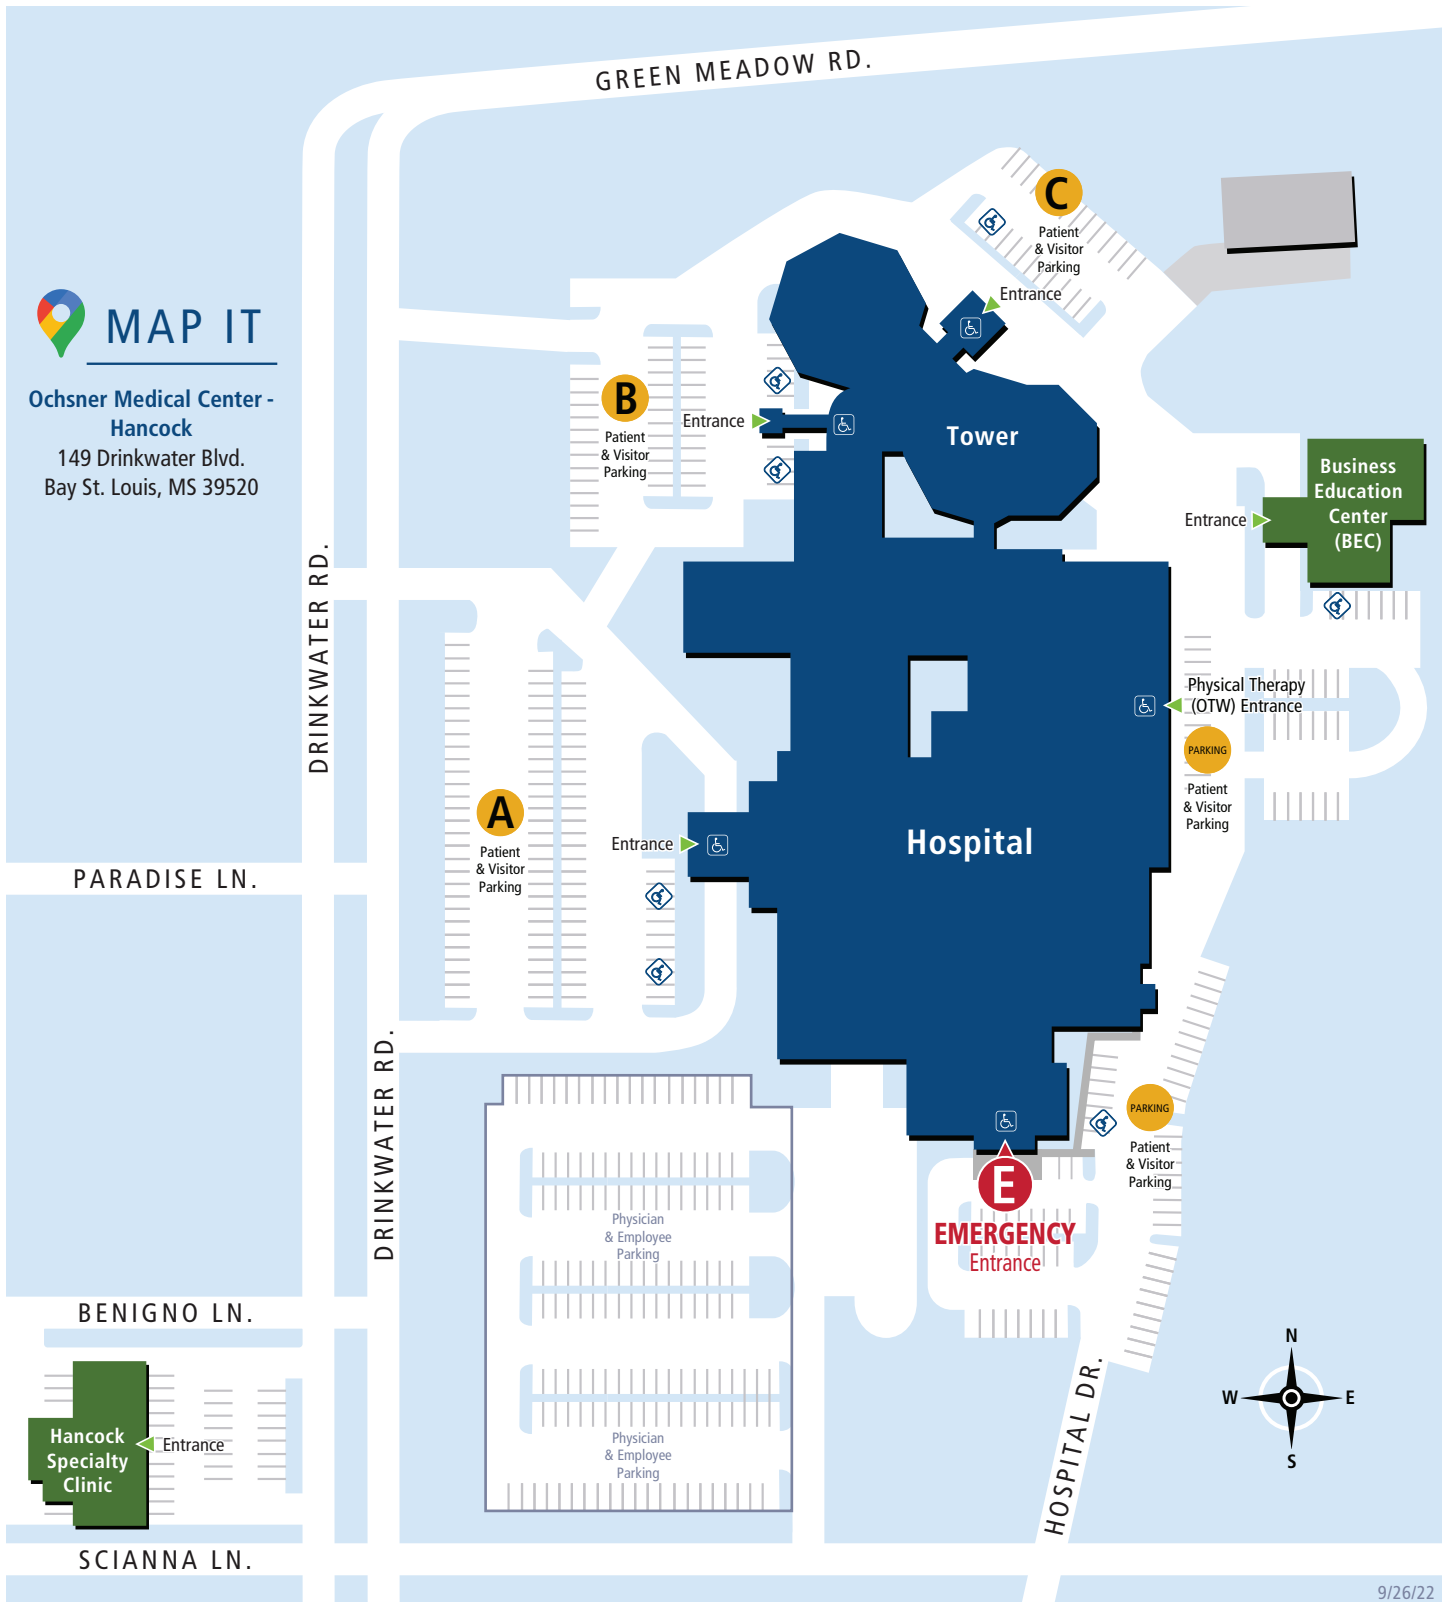 GREEN MEADOW RD.
C
Patient
& Visitor
Parking
Entrance
MAP IT
Ochsner Medical Center -
Hancock
149 Drinkwater Blvd.
Bay St. Louis, MS 39520
B
Patient
& Visitor
Parking
Entrance
Tower
Business
Education
Center
(BEC)
Entrance
DRINKWATER RD.
Physical Therapy
(OTW) Entrance
PARKING
Patient
& Visitor
Parking
A
Patient
& Visitor
Parking
Entrance
Hospital
PARADISE LN.
DRINKWATER RD.
PARKING
Patient
& Visitor
Parking
E
EMERGENCY
Entrance
Physician
& Employee
Parking
BENIGNO LN.
Hancock
Specialty
Clinic
Entrance
Physician
& Employee
Parking
HOSPITAL DR.
N
W
E
S
SCIANNA LN.
9/26/22